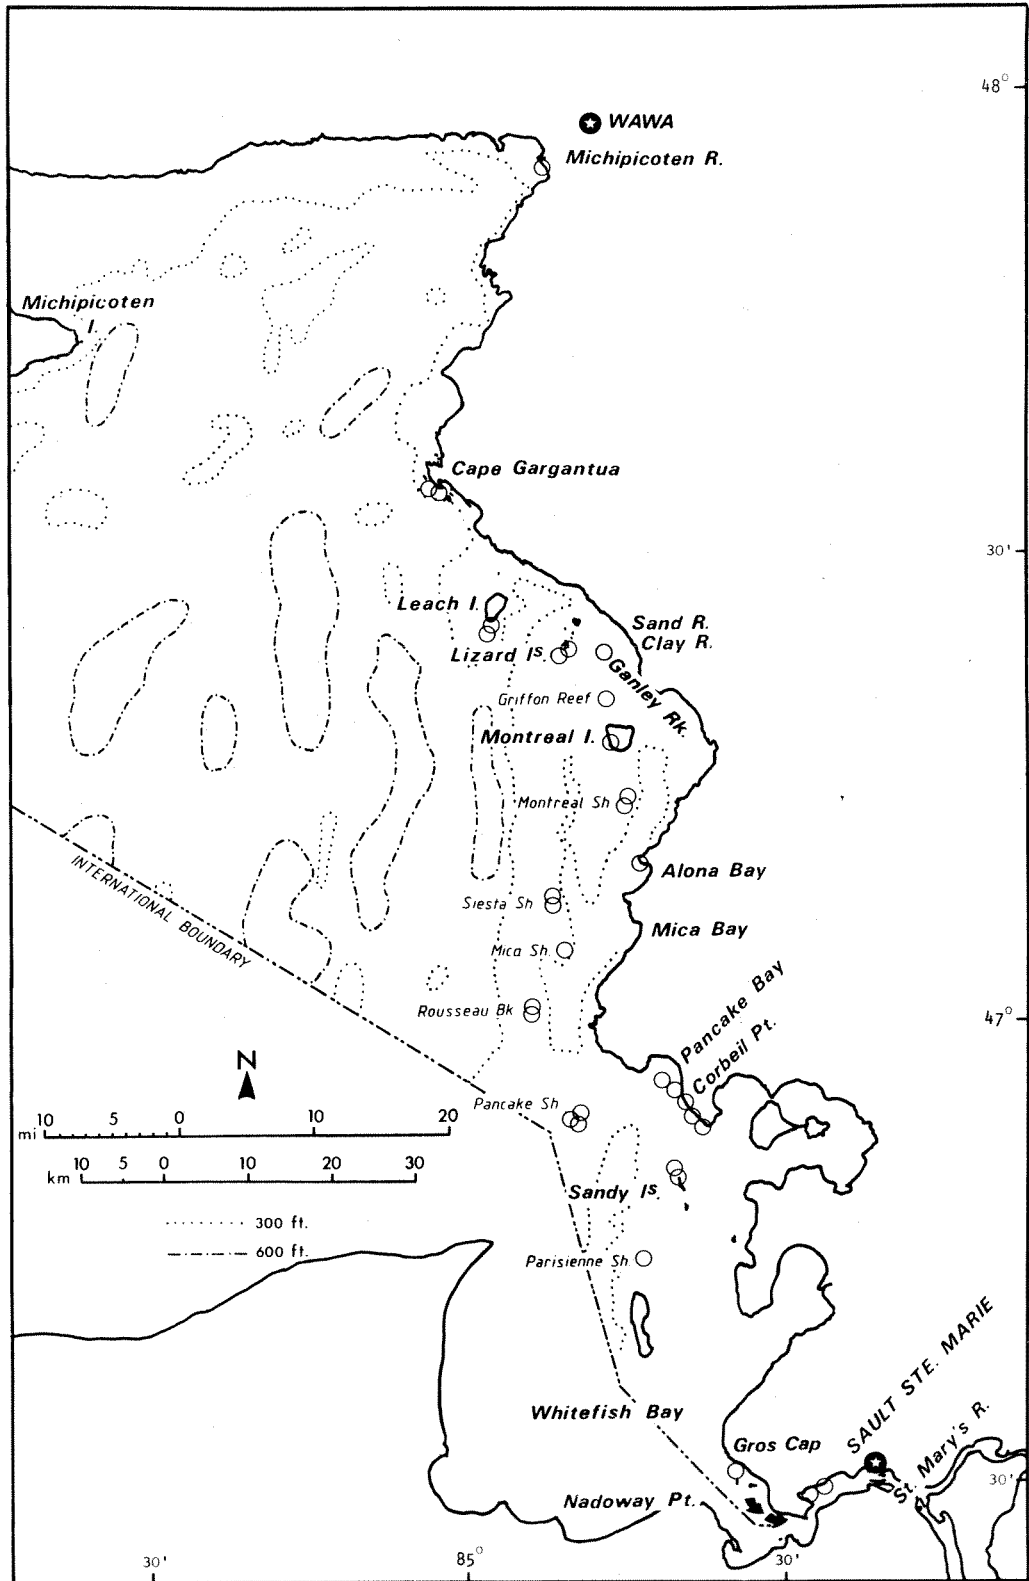 48°
WAWA
Michipicoten R.
Michipicoten
I.
Cape Gargantua
30'
Leach I.
Sand R.
Clay R.
Lizard Is.
Ganley Rk.
Griffon Reef
Montreal I.
Montreal Sh
Alona Bay
INTERNATIONAL BOUNDARY
Siesta Sh
Mica Bay
Mica Sh.
Pancake Bay
Rousseau Bk
47°
Corbeil Pt.
N
Pancake Sh
10 5 0 10 20
mi
10 5 0 10 20 30
km
Sandy Is.
300 ft.
600 ft.
Parisienne Sh
SAULT STE. MARIE
Whitefish Bay
Gros Cap
St. Mary's R.
30'
Nadoway Pt.
30' 85° 30'